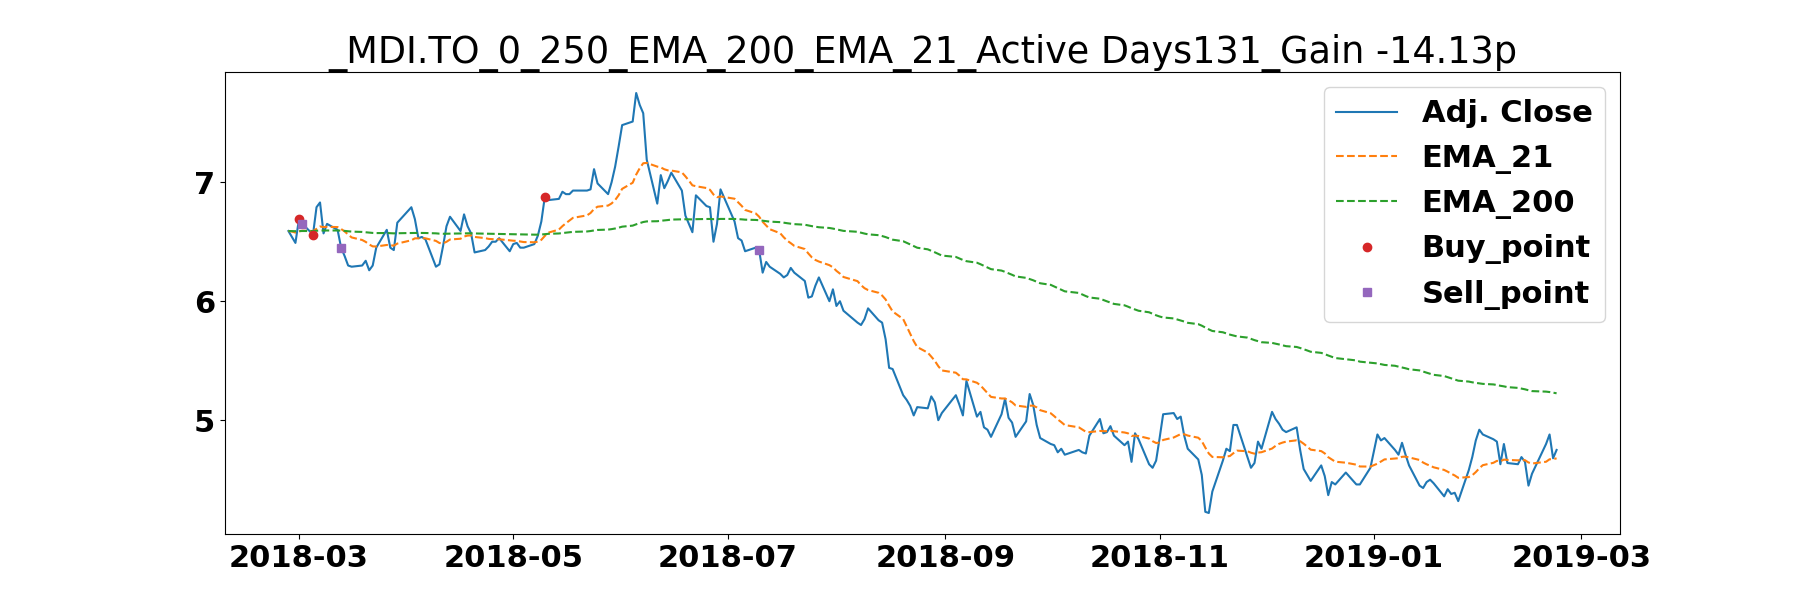 _MDI.TO_0_250_EMA_200_EMA_21_Active Days131_Gain -14.13p
Adj. Close
EMA_21
EMA_200
Buy_point
Sell_point
7
6
5
2018-03 2018-05 2018-07 2018-09 2018-11 2019-01 2019-03